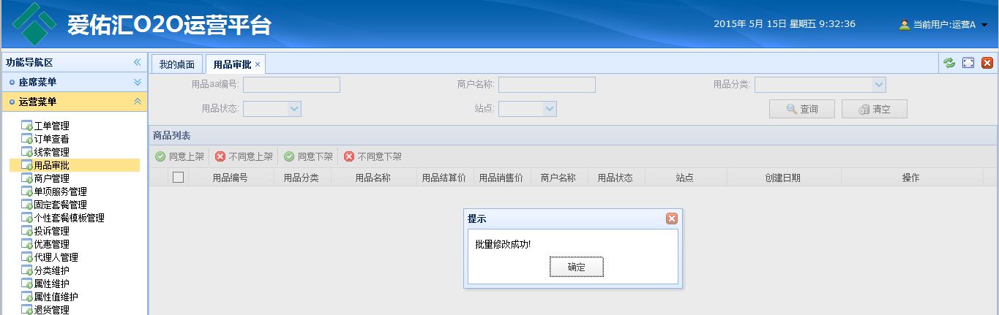 爱佑汇O2O运营平台
2015年 5月 15日 星期五 9:32:36
当前用户:运营A
功能导航区
我的桌面
用品审批
座席菜单
运营菜单
工单管理
订单查看
线索管理
用品审批
商户管理
单项服务管理
固定套餐管理
个性套餐模板管理
投诉管理
优惠管理
代理人管理
分类维护
属性维护
属性值维护
退货管理
用品aa编号:
商户名称:
用品分类:
用品状态:
站点:
查询
清空
商品列表
同意上架
不同意上架
同意下架
不同意下架
用品编号
用品分类
用品名称
用品结算价
用品销售价
商户名称
用品状态
站点
创建日期
操作
提示
批量修改成功!
确定